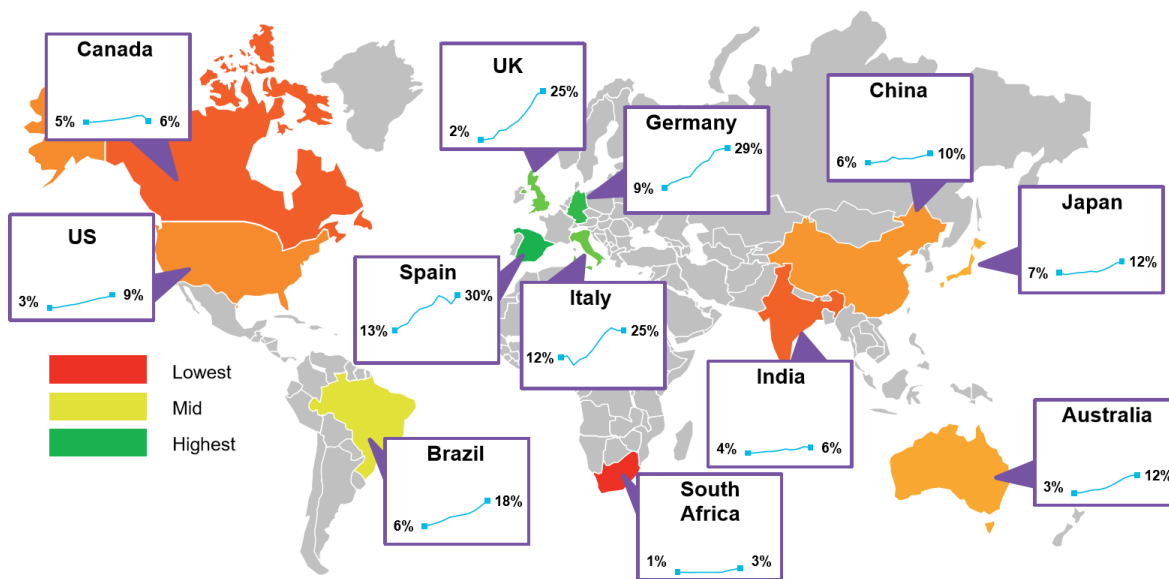 Canada
5% 6%
UK
2% 25%
Germany
9% 29%
China
6% 10%
Japan
7% 12%
US
3% 9%
Spain
13% 30%
Italy
12% 25%
India
4% 6%
Lowest
Mid
Highest
Brazil
6% 18%
South
Africa
1% 3%
Australia
3% 12%